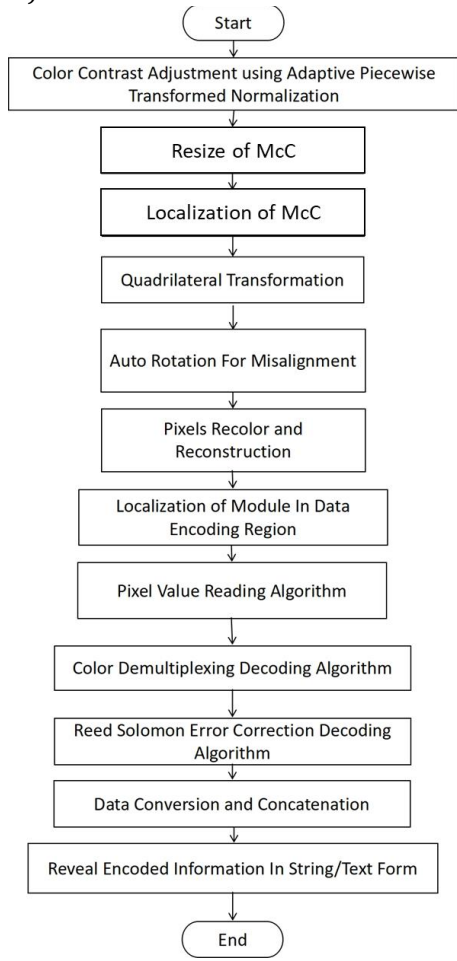 Start
Color Contrast Adjustment using Adaptive Piecewise
Transformed Normalization
Resize of McC
Localization of McC
Quadrilateral Transformation
Auto Rotation For Misalignment
Pixels Recolor and
Reconstruction
Localization of Module In Data
Encoding Region
Pixel Value Reading Algorithm
Color Demultiplexing Decoding Algorithm
Reed Solomon Error Correction Decoding
Algorithm
Data Conversion and Concatenation
Reveal Encoded Information In String/Text Form
End